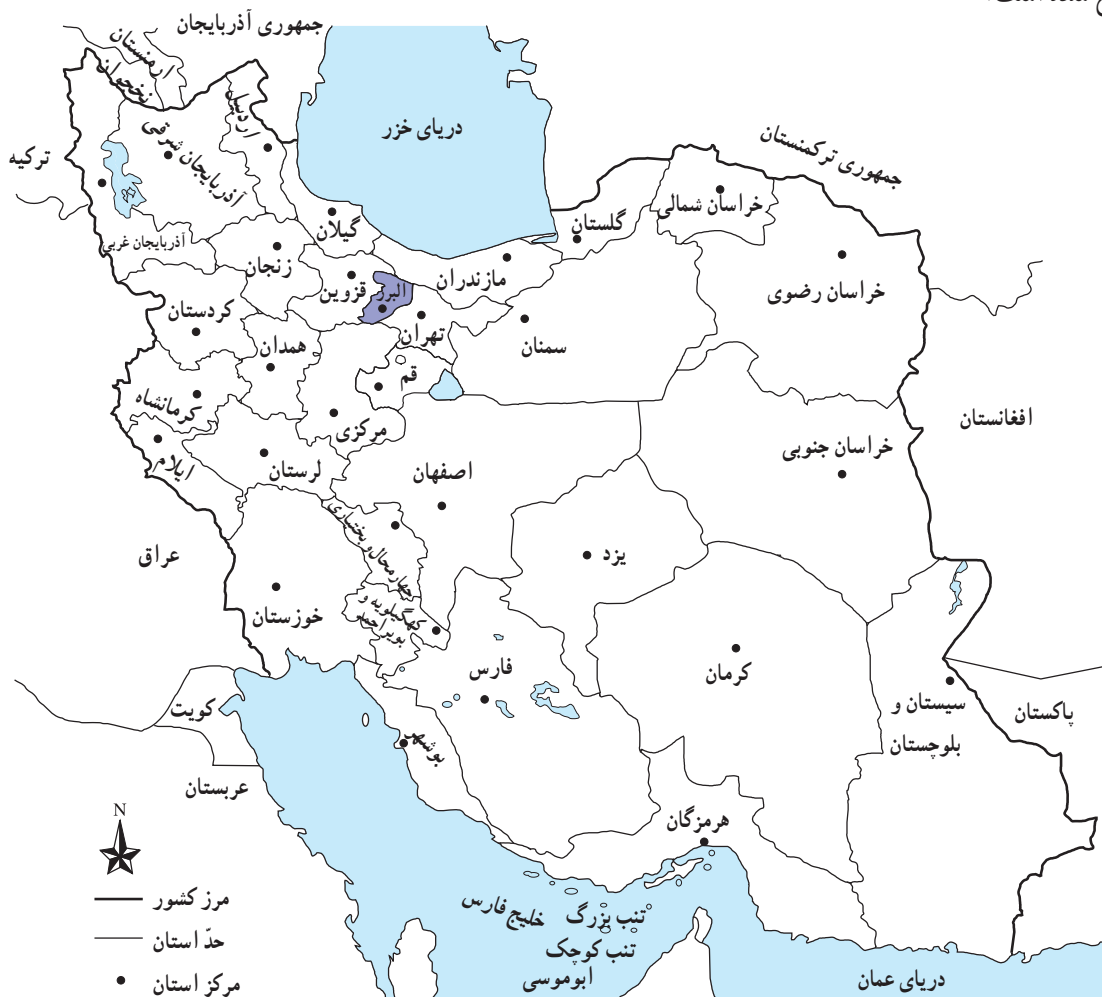 جمهوری آذربایجان
ارمنستان
نخجوان
اردبیل
دریای خزر
جمهوری ترکمنستان
ترکیه
آذربایجان شرقی
خراسان شمالی
گلستان
گیلان
آذربایجان غربی
زنجان
مازندران
قزوین
البرز
خراسان رضوی
کردستان
تهران
سمنان
همدان
قم
کرمانشاه
مرکزی
افغانستان
ایلام
لرستان
اصفهان
خراسان جنوبی
عراق
چهارمحال و بختیاری
یزد
خوزستان
کهگیلویه و
بویراحمد
فارس
کرمان
کویت
سیستان و
بلوچستان
پاکستان
بوشهر
عربستان
هرمزگان
N
مرز کشور
حدّ استان
مرکز استان
خلیج فارس
تنب بزرگ
تنب کوچک
ابوموسی
دریای عمان